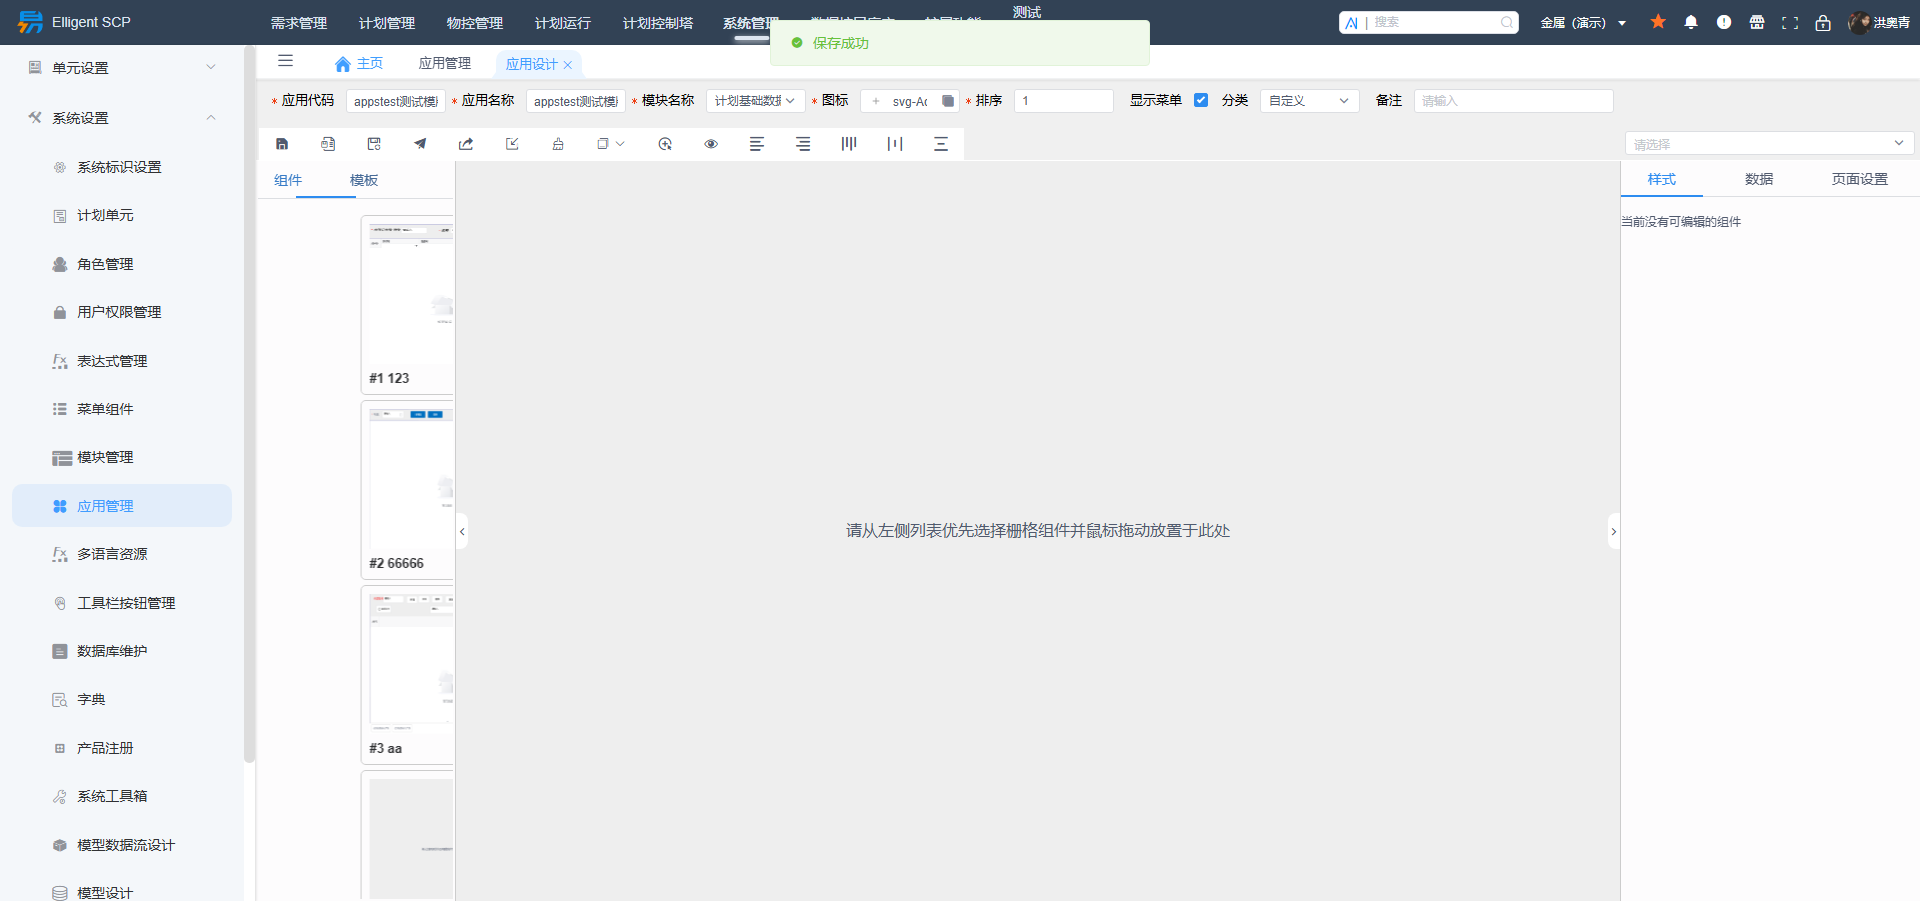 Elligent SCP
需求管理
计划管理
物控管理
计划运行
计划控制塔
系统管理
测试
AI | 搜索
金属（演示）
洪奥青
保存成功
主页
应用管理
应用设计
* 应用代码
appstest测试模
* 应用名称
appstest测试模
* 模块名称
计划基础数据
* 图标
svg-Ac
* 排序
1
显示菜单
分类
自定义
备注
请输入
请选择
单元设置
系统设置
系统标识设置
计划单元
角色管理
用户权限管理
表达式管理
菜单组件
模块管理
应用管理
多语言资源
工具栏按钮管理
数据库维护
字典
产品注册
系统工具箱
模型数据流设计
模型设计
组件
模板
#1 123
#2 66666
#3 aa
请从左侧列表优先选择栅格组件并鼠标拖动放置于此处
样式
数据
页面设置
当前没有可编辑的组件